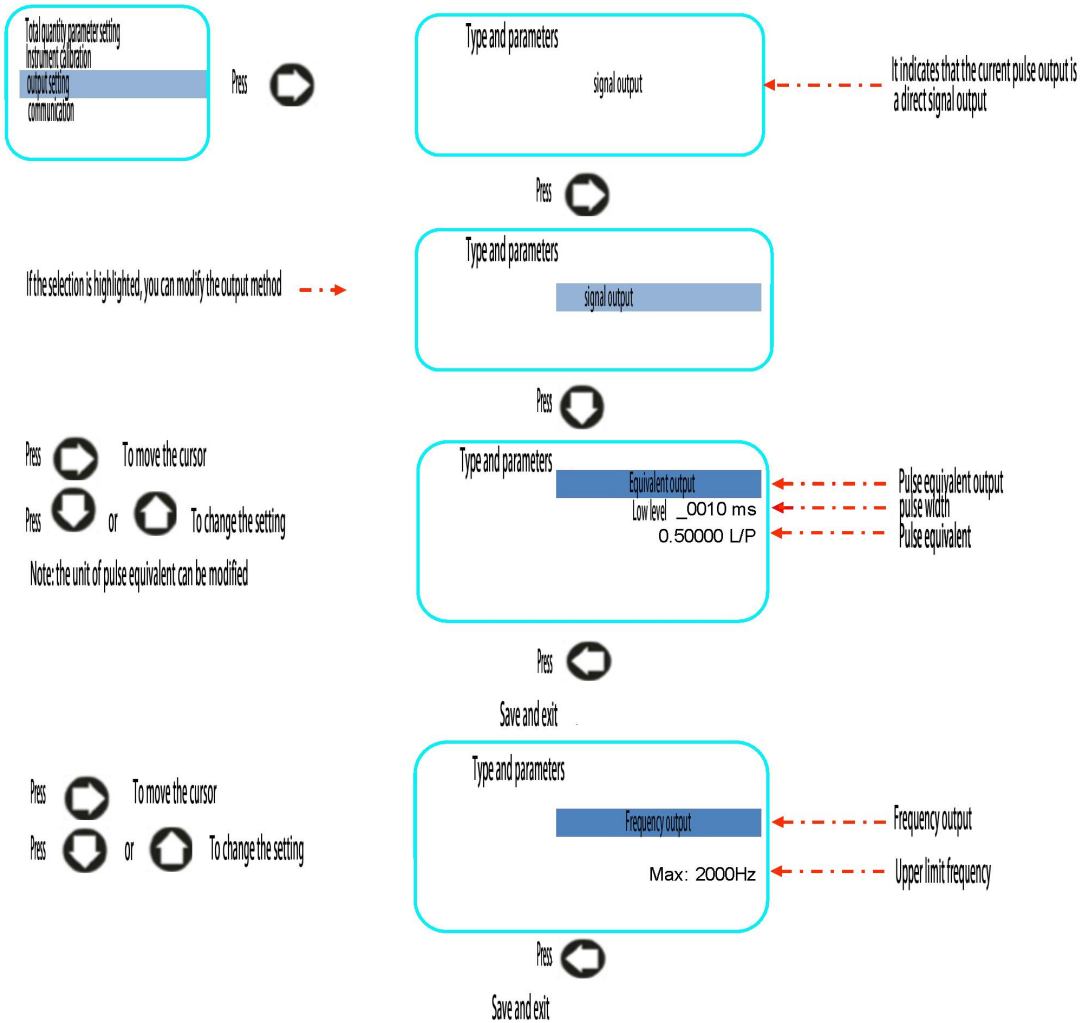 Total quantity parameter setting
Instrument calibration
output setting
communication
Press
Type and parameters
signal output
It indicates that the current pulse output is
a direct signal output
Press
If the selection is highlighted, you can modify the output method
Type and parameters
signal output
Press
Press To move the cursor
Press or To change the setting
Note: the unit of pulse equivalent can be modified
Type and parameters
Equivalent output
Low level _0010 ms
0.50000 L/P
Pulse equivalent output
pulse width
Pulse equivalent
Press
Save and exit
Press To move the cursor
Press or To change the setting
Type and parameters
Frequency output
Max: 2000Hz
Frequency output
Upper limit frequency
Press
Save and exit